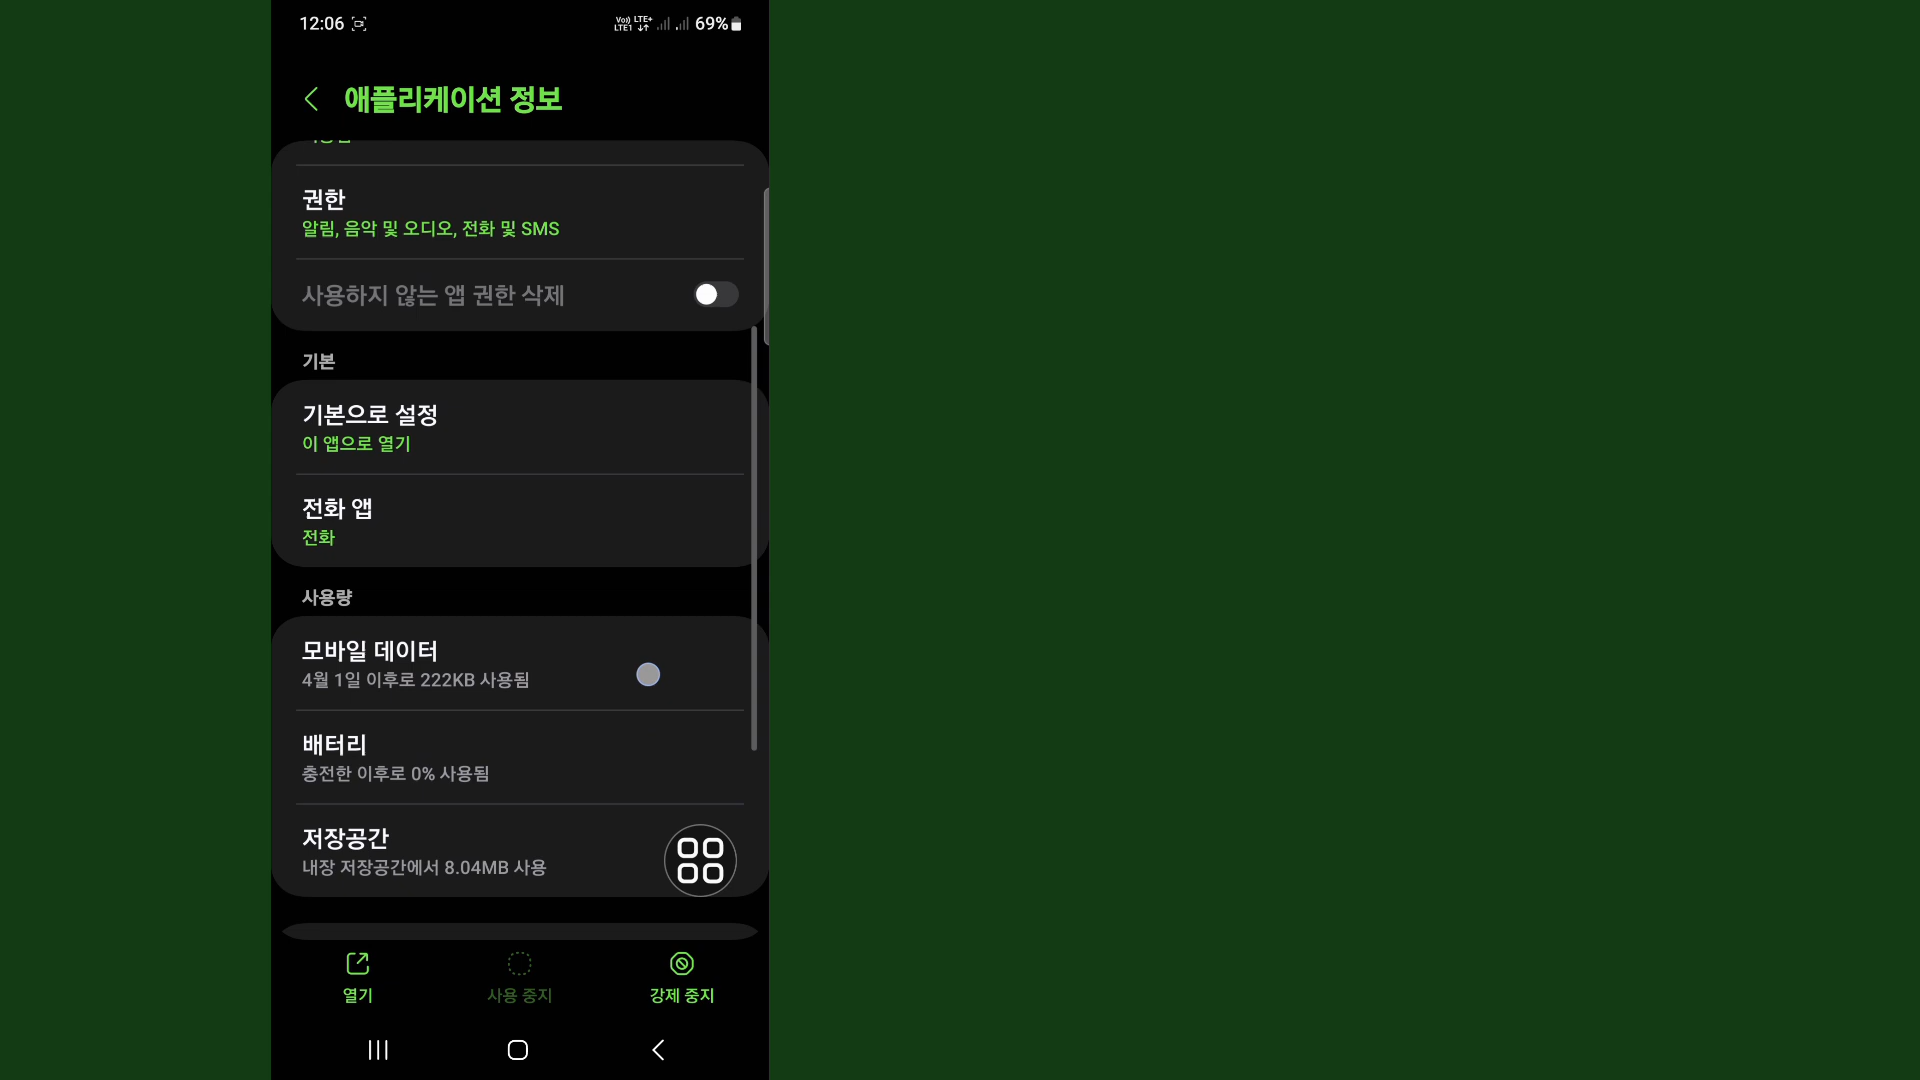 12:06
Vo)) LTE+
LTE1
69%
애플리케이션 정보
권한
알림, 음악 및 오디오, 전화 및 SMS
사용하지 않는 앱 권한 삭제
기본
기본으로 설정
이 앱으로 열기
전화 앱
전화
사용량
모바일 데이터
4월 1일 이후로 222KB 사용됨
배터리
충전한 이후로 0% 사용됨
저장공간
내장 저장공간에서 8.04MB 사용
열기
사용 중지
강제 중지